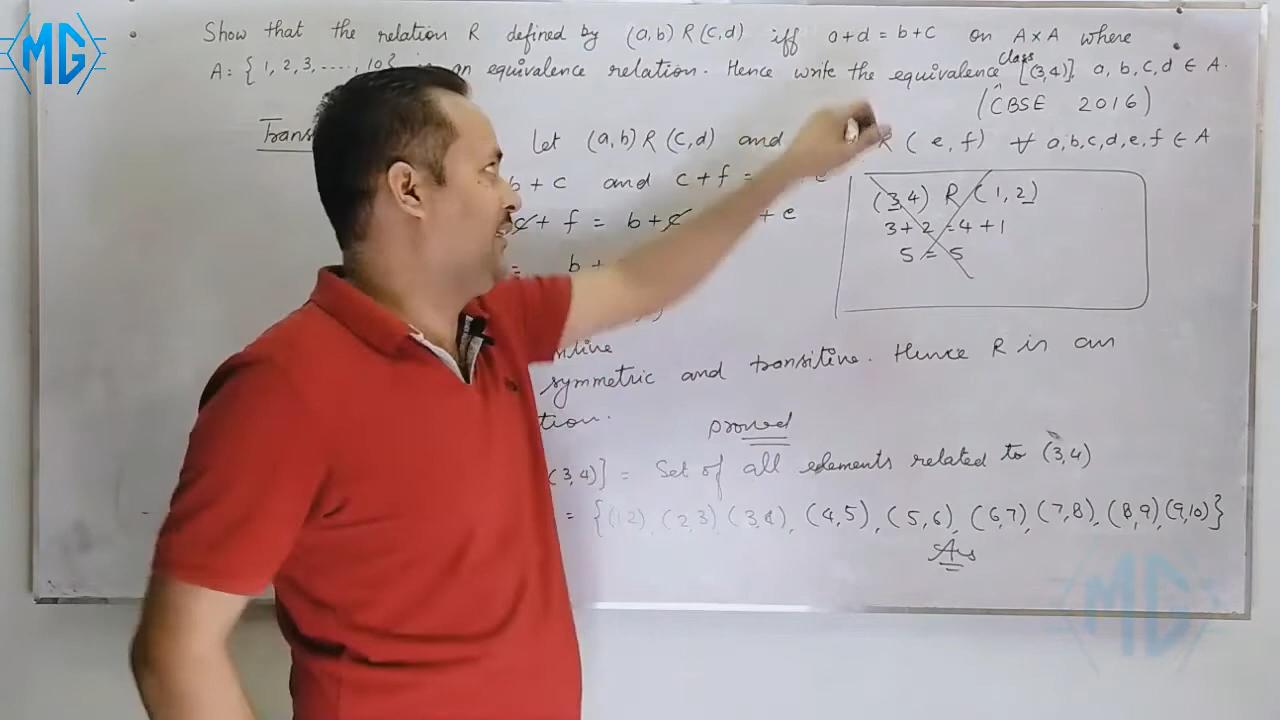 MG
Show that the relation R defined by (a,b) R (c,d) iff a+d = b+c on A×A where
A: { 1, 2, 3, ...., 10} an equivalence relation. Hence write the equivalence class [(3,4)], a, b, c, d ∈ A.
(CBSE 2016)
Let (a,b) R (c,d) and R (e,f) ∀ a,b,c,d,e,f ∈ A
b + c and c+f =
+ f = b + c + e
= b +
(3,4) R (1,2)
3+2 = 4+1
5 = 5
symmetric and transitive. Hence R is an
proved
(3,4)] = Set of all elements related to (3,4)
= {(1 2), (2,3) (3,4), (4,5), (5,6), (6,7), (7,8), (8,9) (9,10)}
Ans
MG